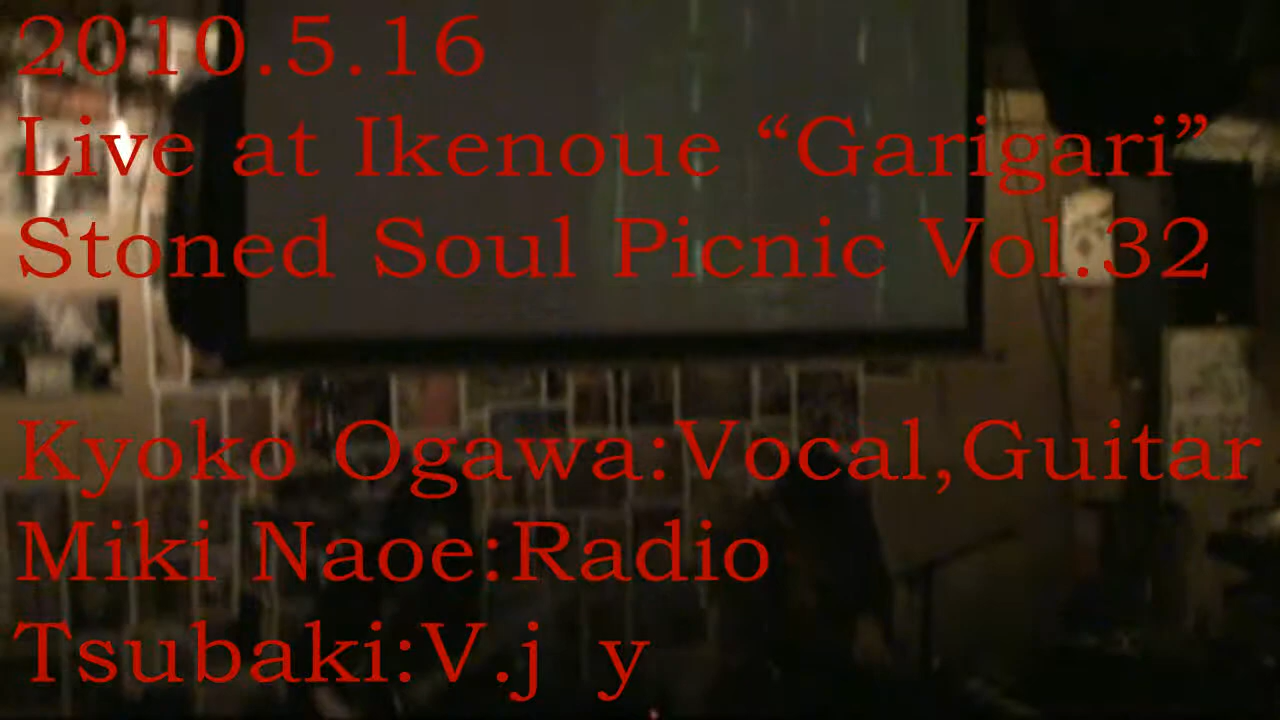 2010.5.16
Live at Ikenoue “Garigari”
Stoned Soul Picnic Vol.32
Kyoko Ogawa:Vocal,Guitar
Miki Naoe:Radio
Tsubaki:V.j y